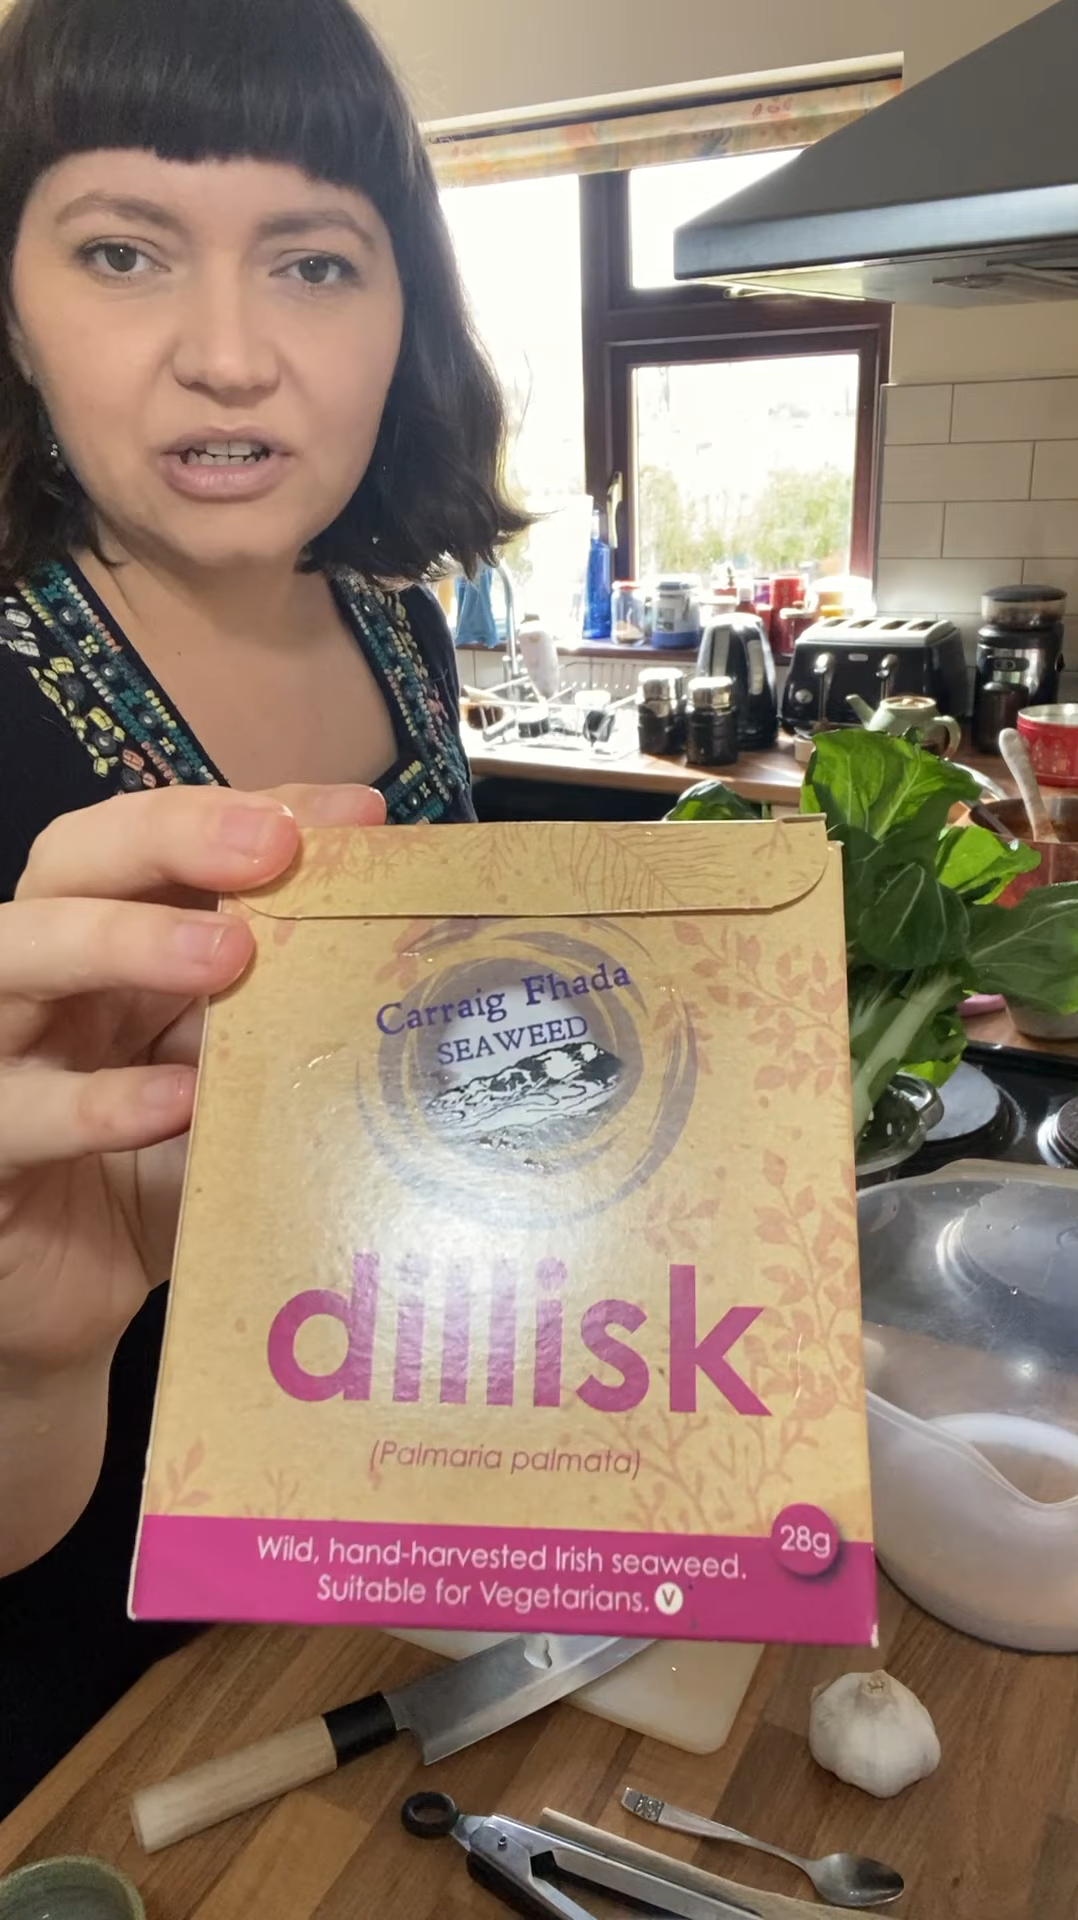 Carraig Fhada
SEAWEED
dillisk
(Palmaria palmata)
28g
Wild, hand-harvested Irish seaweed.
Suitable for Vegetarians. V